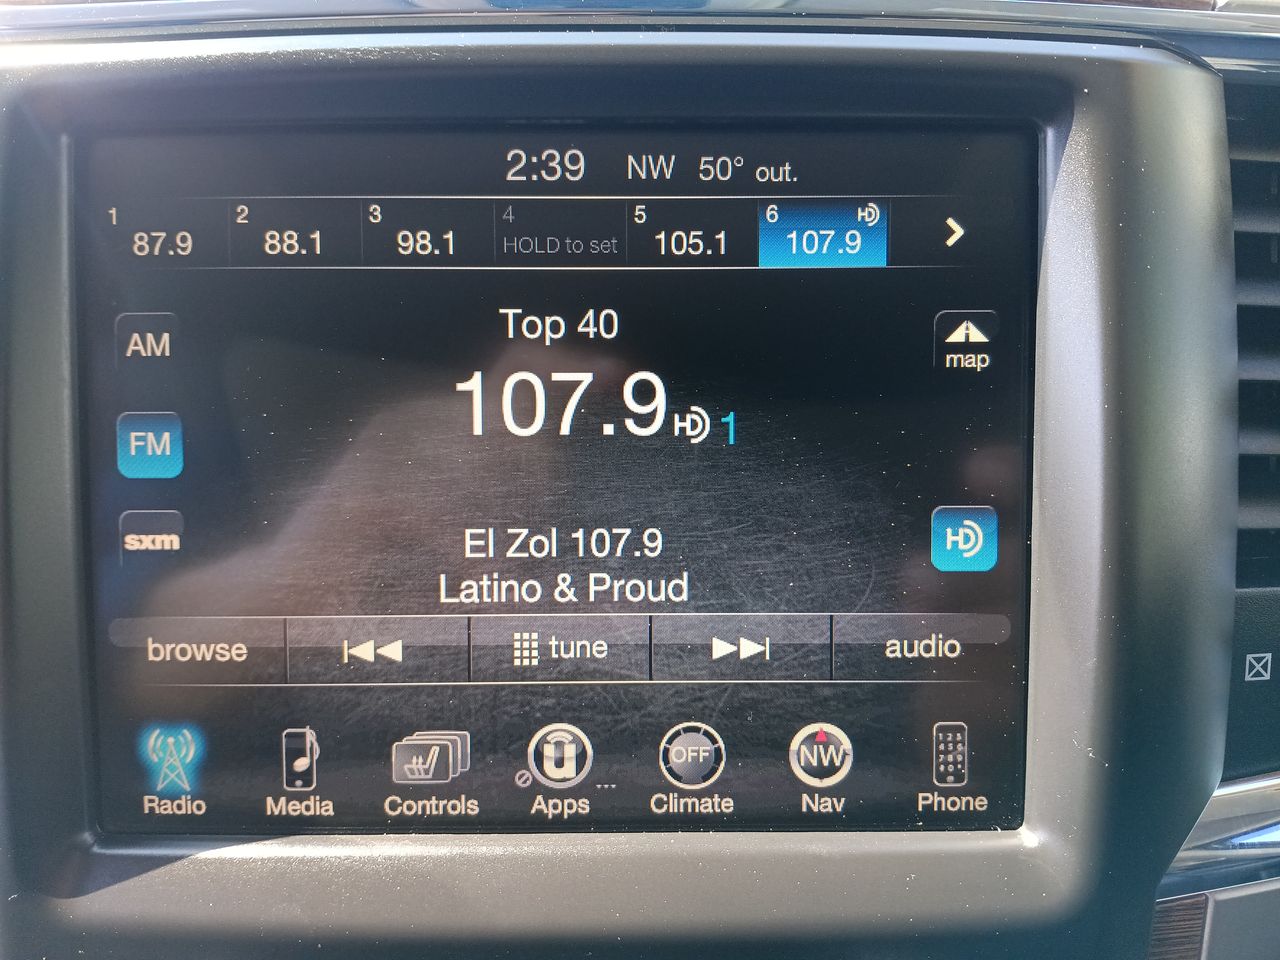 2:39 NW 50° out.
1 2 3 4 5 6 HD
87.9 88.1 98.1 HOLD to set 105.1 107.9
Top 40
AM
map
107.9 HD 1
FM
El Zol 107.9
sxm HD
Latino & Proud
browse tune audio
OFF NW
Radio Media Controls Apps ... Climate Nav Phone